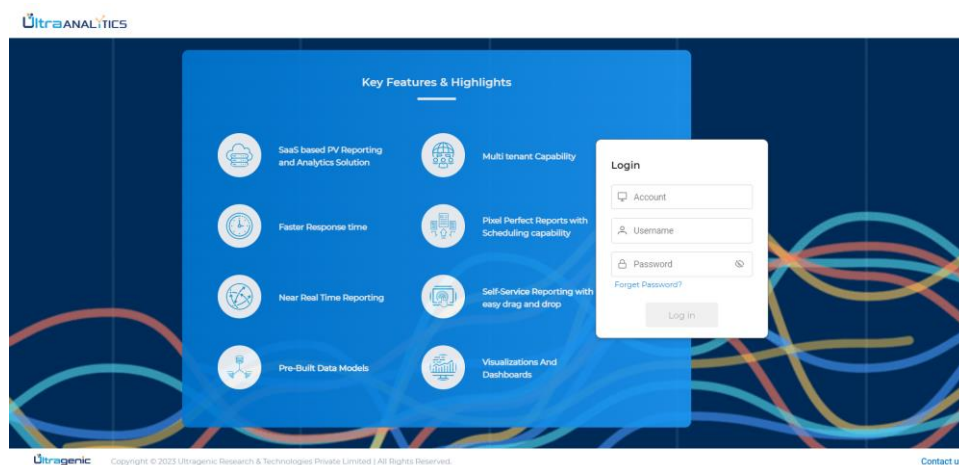 UltraANALYTICS
Key Features & Highlights
SaaS based PV Reporting
and Analytics Solution
Multi tenant Capability
Faster Response time
Pixel Perfect Reports with
Scheduling capability
Near Real Time Reporting
Self-Service Reporting with
easy drag and drop
Pre-Built Data Models
Visualizations And
Dashboards
Login
Account
Username
Password
Forget Password?
Log in
Ultragenic
Copyright © 2023 Ultragenic Research & Technologies Private Limited | All Rights Reserved.
Contact u